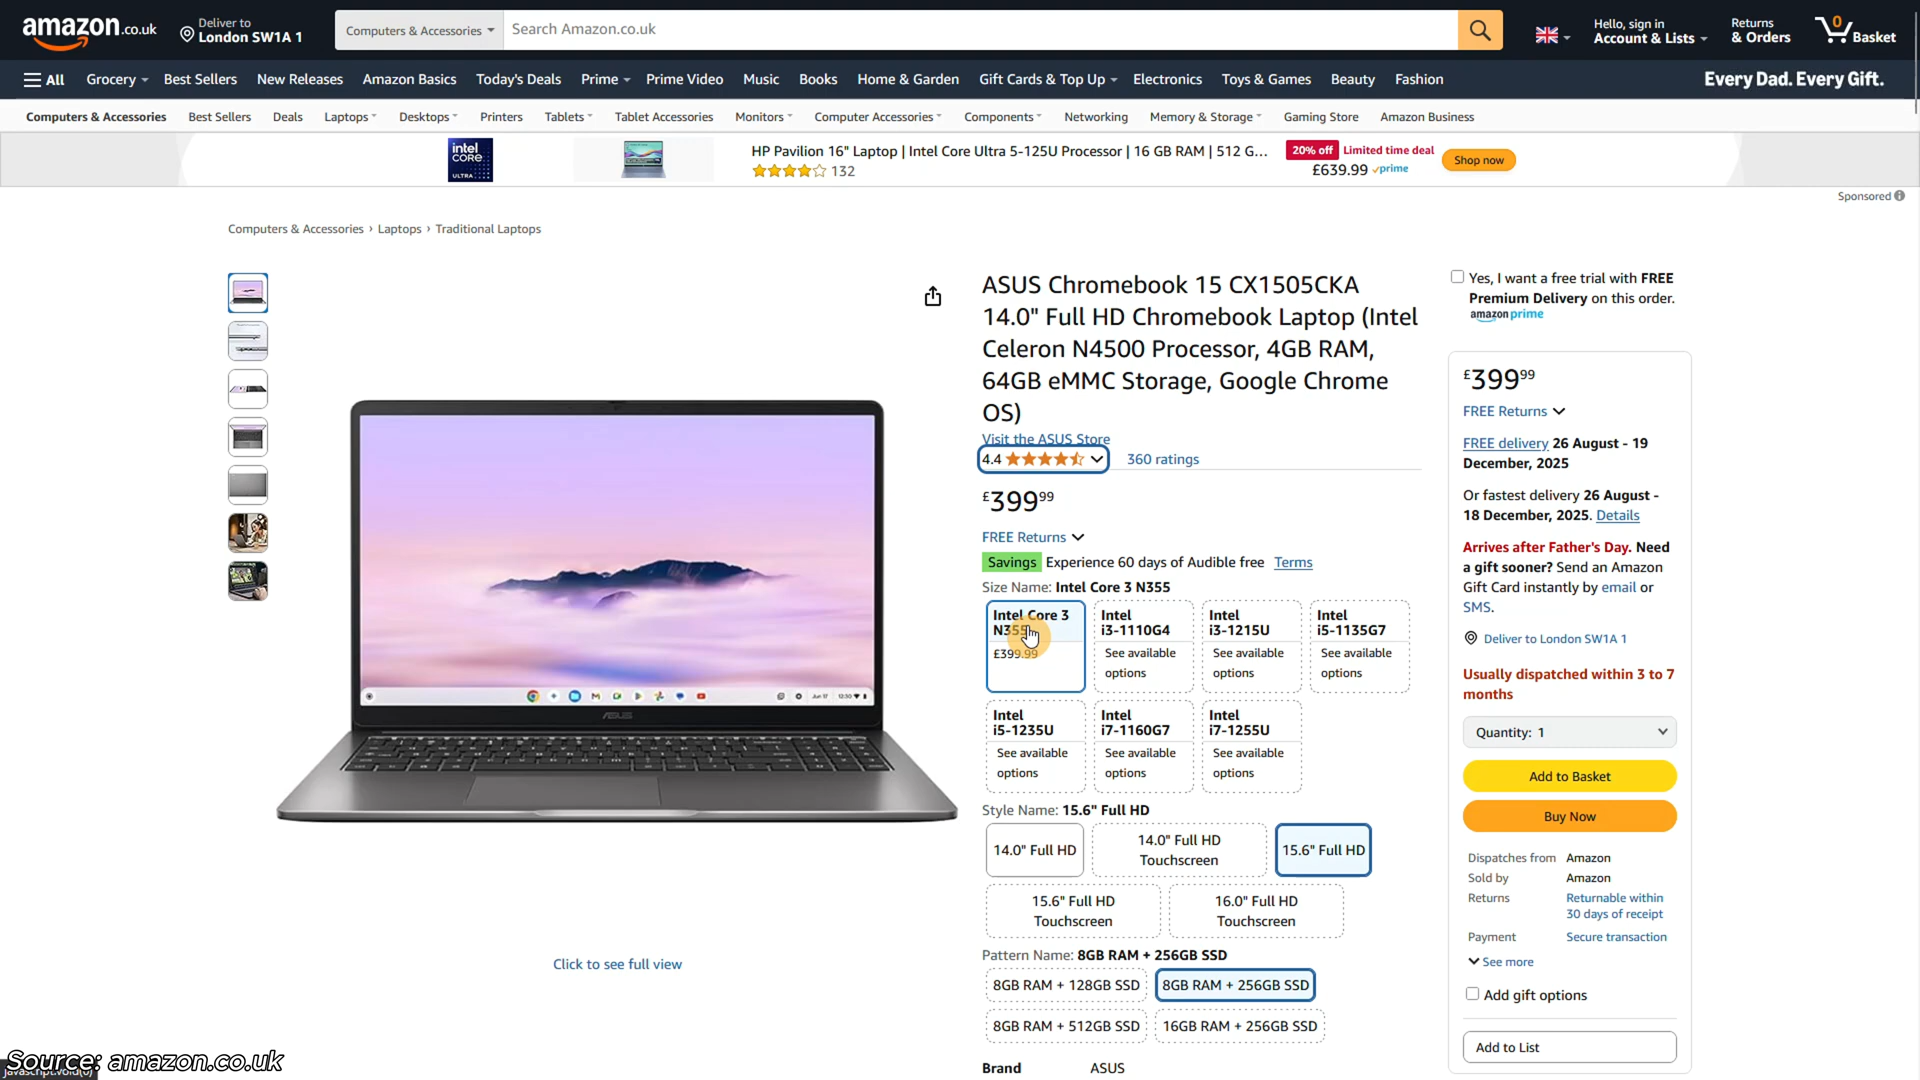 amazon.co.uk
Deliver to
London SW1A 1
Computers & Accessories
Search Amazon.co.uk
Hello, sign in
Account & Lists
Returns
& Orders
0
Basket
All
Grocery
Best Sellers
New Releases
Amazon Basics
Today's Deals
Prime
Prime Video
Music
Books
Home & Garden
Gift Cards & Top Up
Electronics
Toys & Games
Beauty
Fashion
Every Dad. Every Gift.
Computers & Accessories
Best Sellers
Deals
Laptops
Desktops
Printers
Tablets
Tablet Accessories
Monitors
Computer Accessories
Components
Networking
Memory & Storage
Gaming Store
Amazon Business
intel
CORE
ULTRA
HP Pavilion 16" Laptop | Intel Core Ultra 5-125U Processor | 16 GB RAM | 512 G...
132
20% off Limited time deal
£639.99 prime
Shop now
Sponsored
Computers & Accessories › Laptops › Traditional Laptops
ASUS Chromebook 15 CX1505CKA
14.0" Full HD Chromebook Laptop (Intel
Celeron N4500 Processor, 4GB RAM,
64GB eMMC Storage, Google Chrome
OS)
Visit the ASUS Store
4.4
360 ratings
£399 99
FREE Returns
Savings Experience 60 days of Audible free Terms
Size Name: Intel Core 3 N355
Intel Core 3
N355
£399.99
Intel
i3-1110G4
See available
options
Intel
i3-1215U
See available
options
Intel
i5-1135G7
See available
options
Intel
i5-1235U
See available
options
Intel
i7-1160G7
See available
options
Intel
i7-1255U
See available
options
Style Name: 15.6" Full HD
14.0" Full HD
14.0" Full HD
Touchscreen
15.6" Full HD
15.6" Full HD
Touchscreen
16.0" Full HD
Touchscreen
Pattern Name: 8GB RAM + 256GB SSD
8GB RAM + 128GB SSD
8GB RAM + 256GB SSD
8GB RAM + 512GB SSD
16GB RAM + 256GB SSD
Brand ASUS
ASUS
Jun 17
12:30
Click to see full view
Yes, I want a free trial with FREE
Premium Delivery on this order.
amazon prime
£399 99
FREE Returns
FREE delivery 26 August - 19
December, 2025
Or fastest delivery 26 August -
18 December, 2025. Details
Arrives after Father's Day. Need
a gift sooner? Send an Amazon
Gift Card instantly by email or
SMS.
Deliver to London SW1A 1
Usually dispatched within 3 to 7
months
Quantity: 1
Add to Basket
Buy Now
Dispatches from Amazon
Sold by Amazon
Returns Returnable within
30 days of receipt
Payment Secure transaction
See more
Add gift options
Add to List
Source: amazon.co.uk
javascript:void(0)